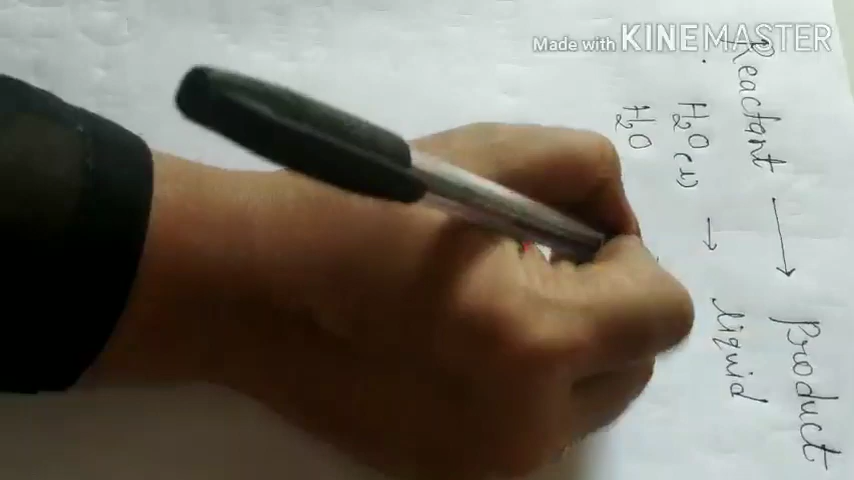 Made with KINEMASTER
Reactant → Product
H₂O (l) → liquid
H₂O